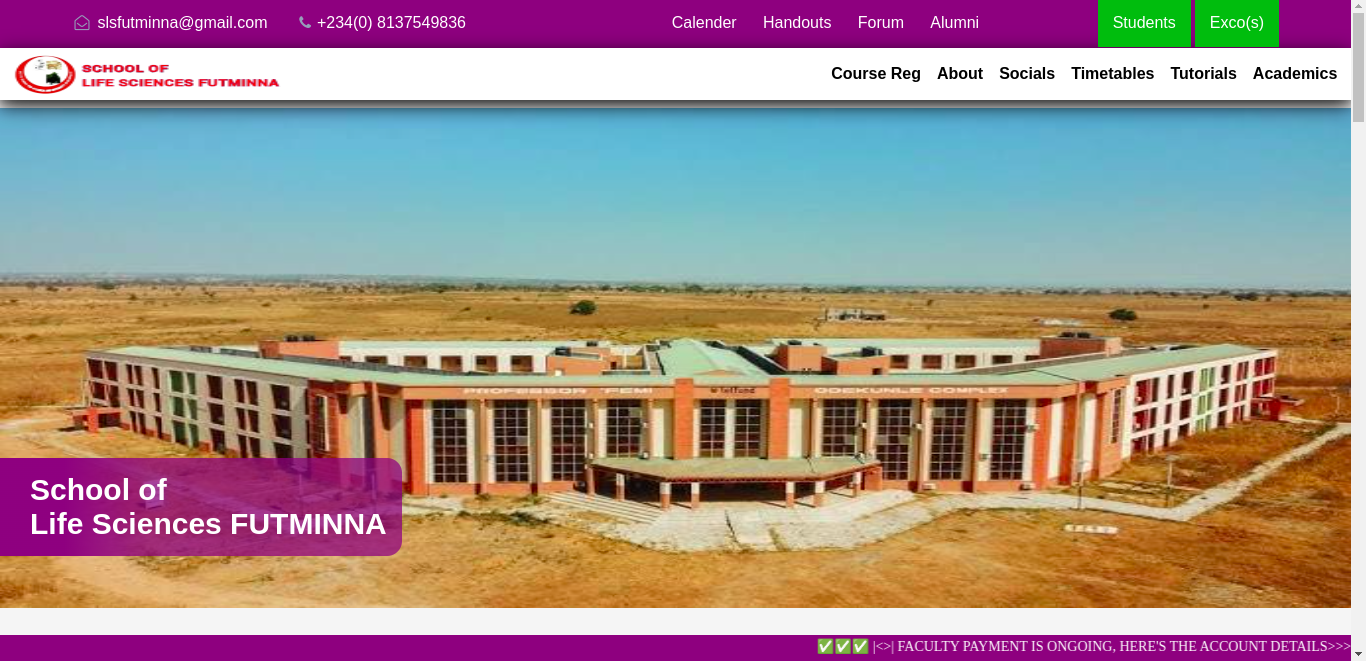 slsfutminna@gmail.com +234(0) 8137549836 Calender Handouts Forum Alumni Students Exco(s)
SCHOOL OF
LIFE SCIENCES FUTMINNA
Course Reg About Socials Timetables Tutorials Academics
PROFESSOR 'FEMI tetfund ODEKUNLE COMPLEX
School of
Life Sciences FUTMINNA
✅✅✅ |<>| FACULTY PAYMENT IS ONGOING, HERE'S THE ACCOUNT DETAILS>>>